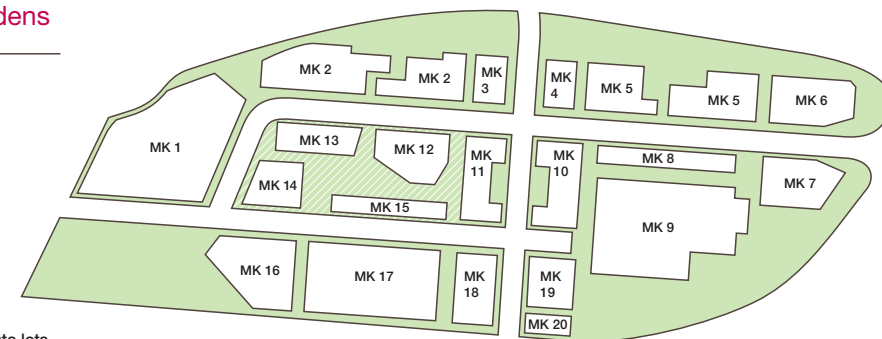 dens
MK 1
MK 2
MK 2
MK
3
MK
4
MK 5
MK 5
MK 6
MK 13
MK 12
MK
11
MK
10
MK 8
MK 7
MK 14
MK 15
MK 9
MK 16
MK 17
MK
18
MK
19
MK 20